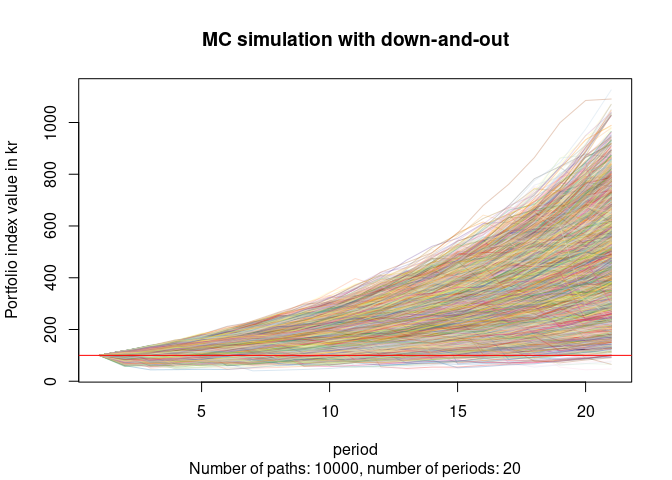 MC simulation with down-and-out
Portfolio index value in kr
1000
800
600
400
200
0
5 10 15 20
period
Number of paths: 10000, number of periods: 20